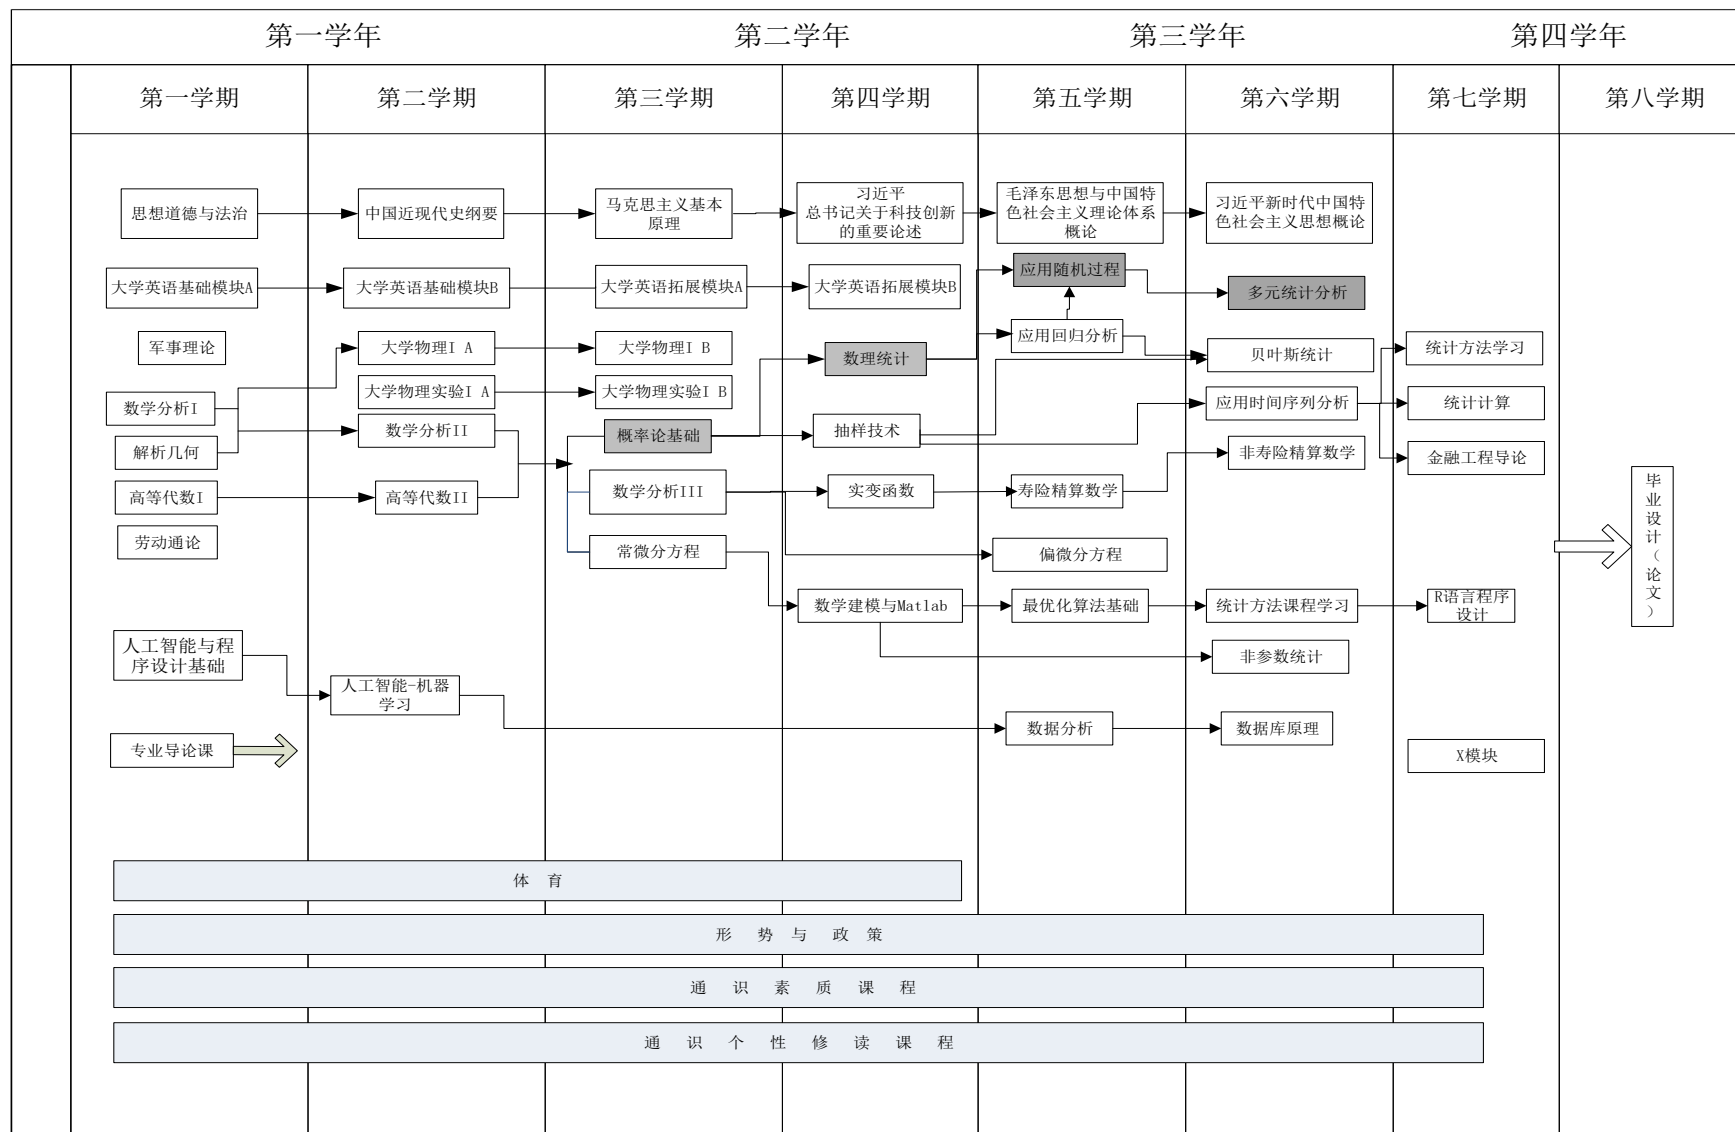 第一学年
第二学年
第三学年
第四学年
第一学期
第二学期
第三学期
第四学期
第五学期
第六学期
第七学期
第八学期
思想道德与法治
中国近现代史纲要
马克思主义基本
原理
习近平
总书记关于科技创新
的重要论述
毛泽东思想与中国特
色社会主义理论体系
概论
习近平新时代中国特
色社会主义思想概论
大学英语基础模块A
大学英语基础模块B
大学英语拓展模块A
大学英语拓展模块B
应用随机过程
多元统计分析
军事理论
大学物理I A
大学物理I B
数理统计
应用回归分析
贝叶斯统计
统计方法学习
大学物理实验I A
大学物理实验I B
数学分析I
数学分析II
概率论基础
抽样技术
应用时间序列分析
统计计算
解析几何
非寿险精算数学
金融工程导论
高等代数I
高等代数II
数学分析III
实变函数
寿险精算数学
劳动通论
常微分方程
偏微分方程
毕业设计（论文）
数学建模与Matlab
最优化算法基础
统计方法课程学习
R语言程序
设计
人工智能与程
序设计基础
非参数统计
人工智能-机器
学习
数据分析
数据库原理
专业导论课
X模块
体 育
形 势 与 政 策
通 识 素 质 课 程
通 识 个 性 修 读 课 程